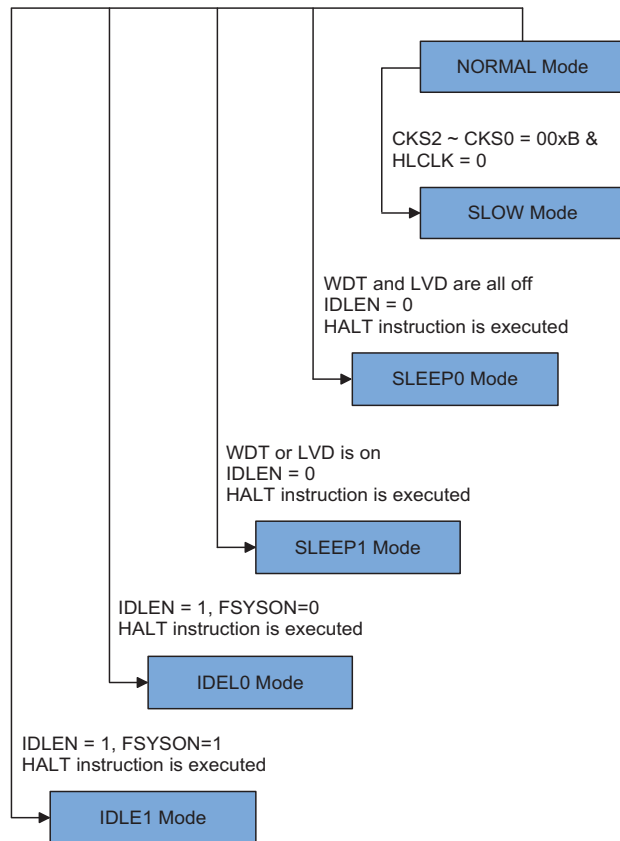 NORMAL Mode
CKS2 ~ CKS0 = 00xB &
HLCLK = 0
SLOW Mode
WDT and LVD are all off
IDLEN = 0
HALT instruction is executed
SLEEP0 Mode
WDT or LVD is on
IDLEN = 0
HALT instruction is executed
SLEEP1 Mode
IDLEN = 1, FSYSON=0
HALT instruction is executed
IDEL0 Mode
IDLEN = 1, FSYSON=1
HALT instruction is executed
IDLE1 Mode